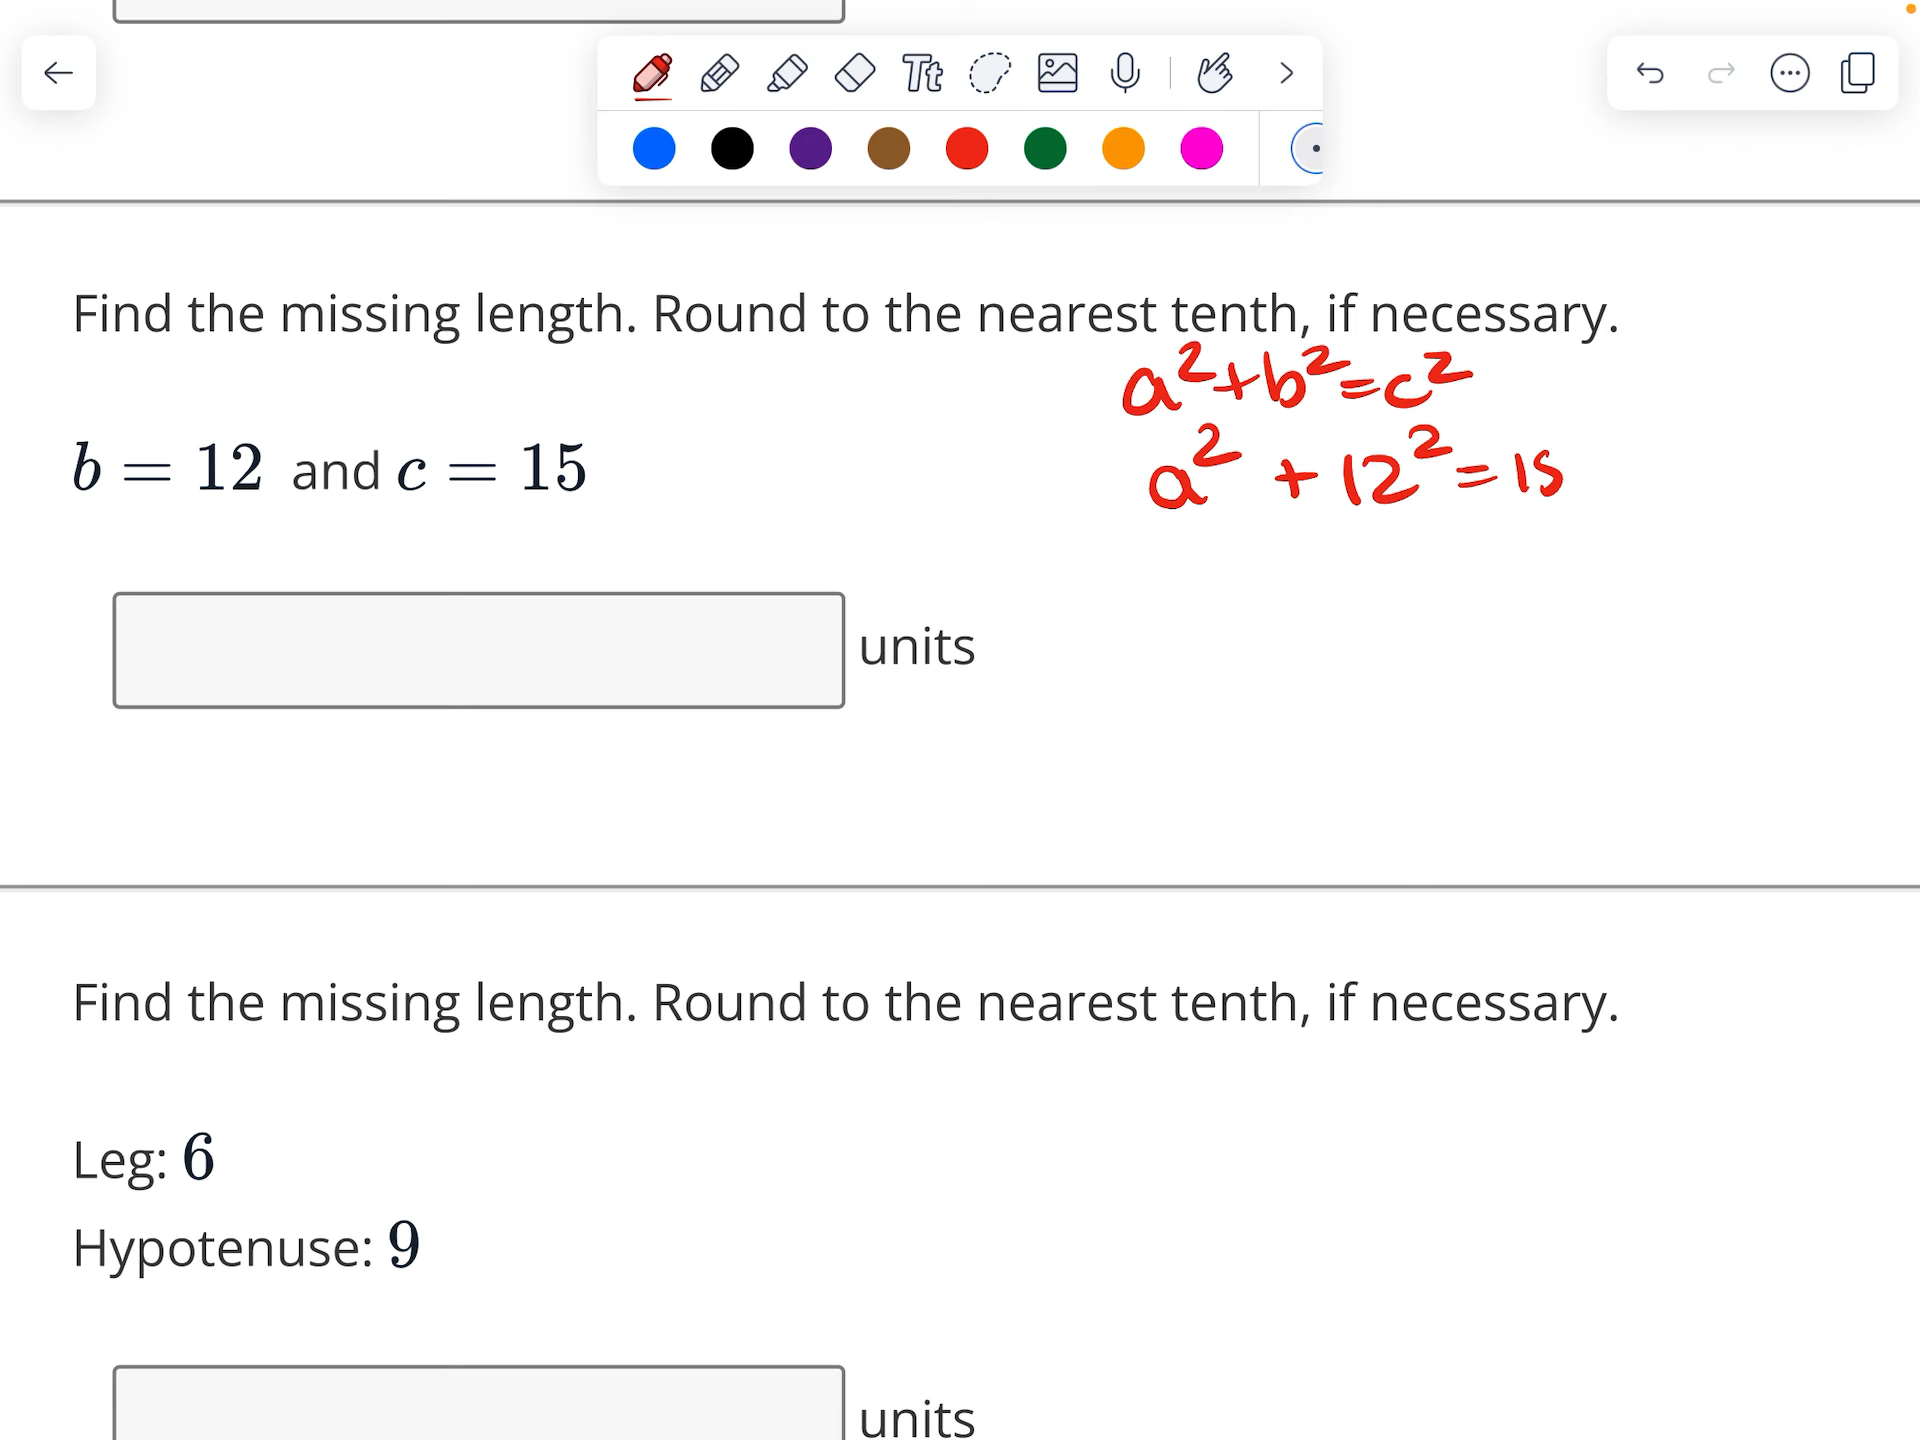 Tt
Find the missing length. Round to the nearest tenth, if necessary.
a²+b²=c²
b = 12 and c = 15
a² + 12² = 15
units
Find the missing length. Round to the nearest tenth, if necessary.
Leg: 6
Hypotenuse: 9
units